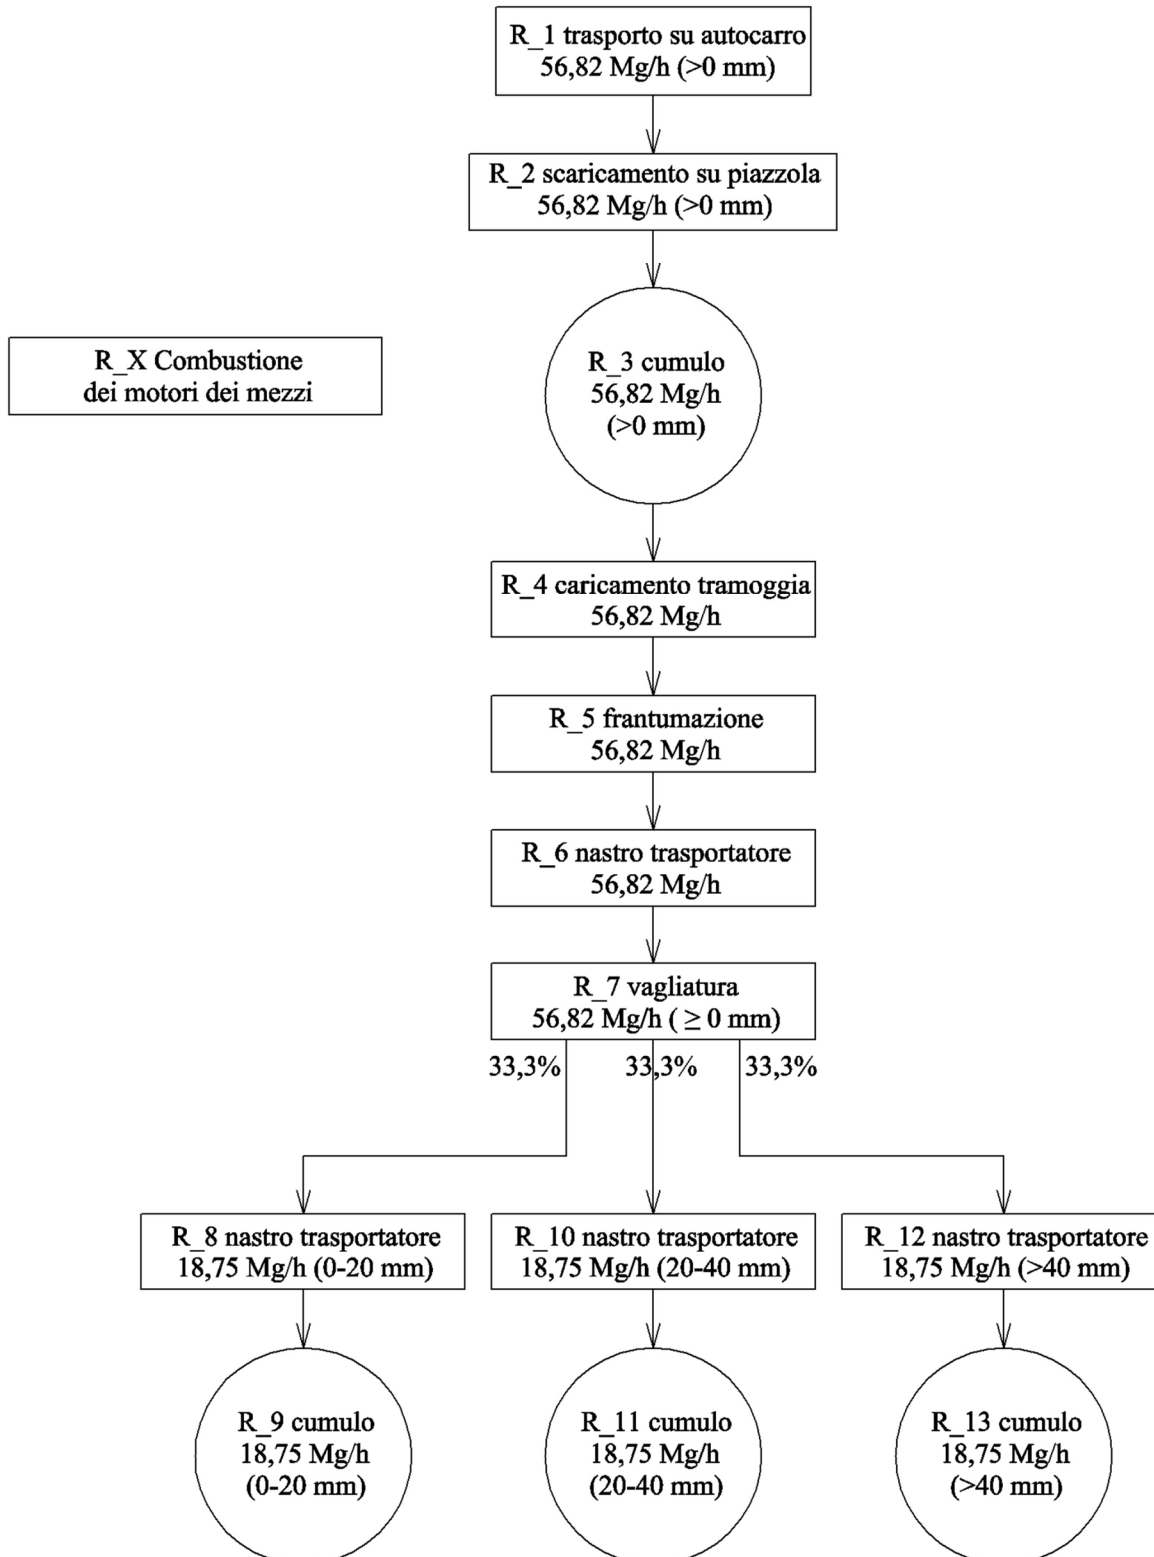 R_1 trasporto su autocarro
56,82 Mg/h (>0 mm)
R_2 scaricamento su piazzola
56,82 Mg/h (>0 mm)
R_X Combustione
dei motori dei mezzi
R_3 cumulo
56,82 Mg/h
(>0 mm)
R_4 caricamento tramoggia
56,82 Mg/h
R_5 frantumazione
56,82 Mg/h
R_6 nastro trasportatore
56,82 Mg/h
R_7 vagliatura
56,82 Mg/h ( ≥ 0 mm)
33,3% 33,3% 33,3%
R_8 nastro trasportatore
18,75 Mg/h (0-20 mm)
R_10 nastro trasportatore
18,75 Mg/h (20-40 mm)
R_12 nastro trasportatore
18,75 Mg/h (>40 mm)
R_9 cumulo
18,75 Mg/h
(0-20 mm)
R_11 cumulo
18,75 Mg/h
(20-40 mm)
R_13 cumulo
18,75 Mg/h
(>40 mm)